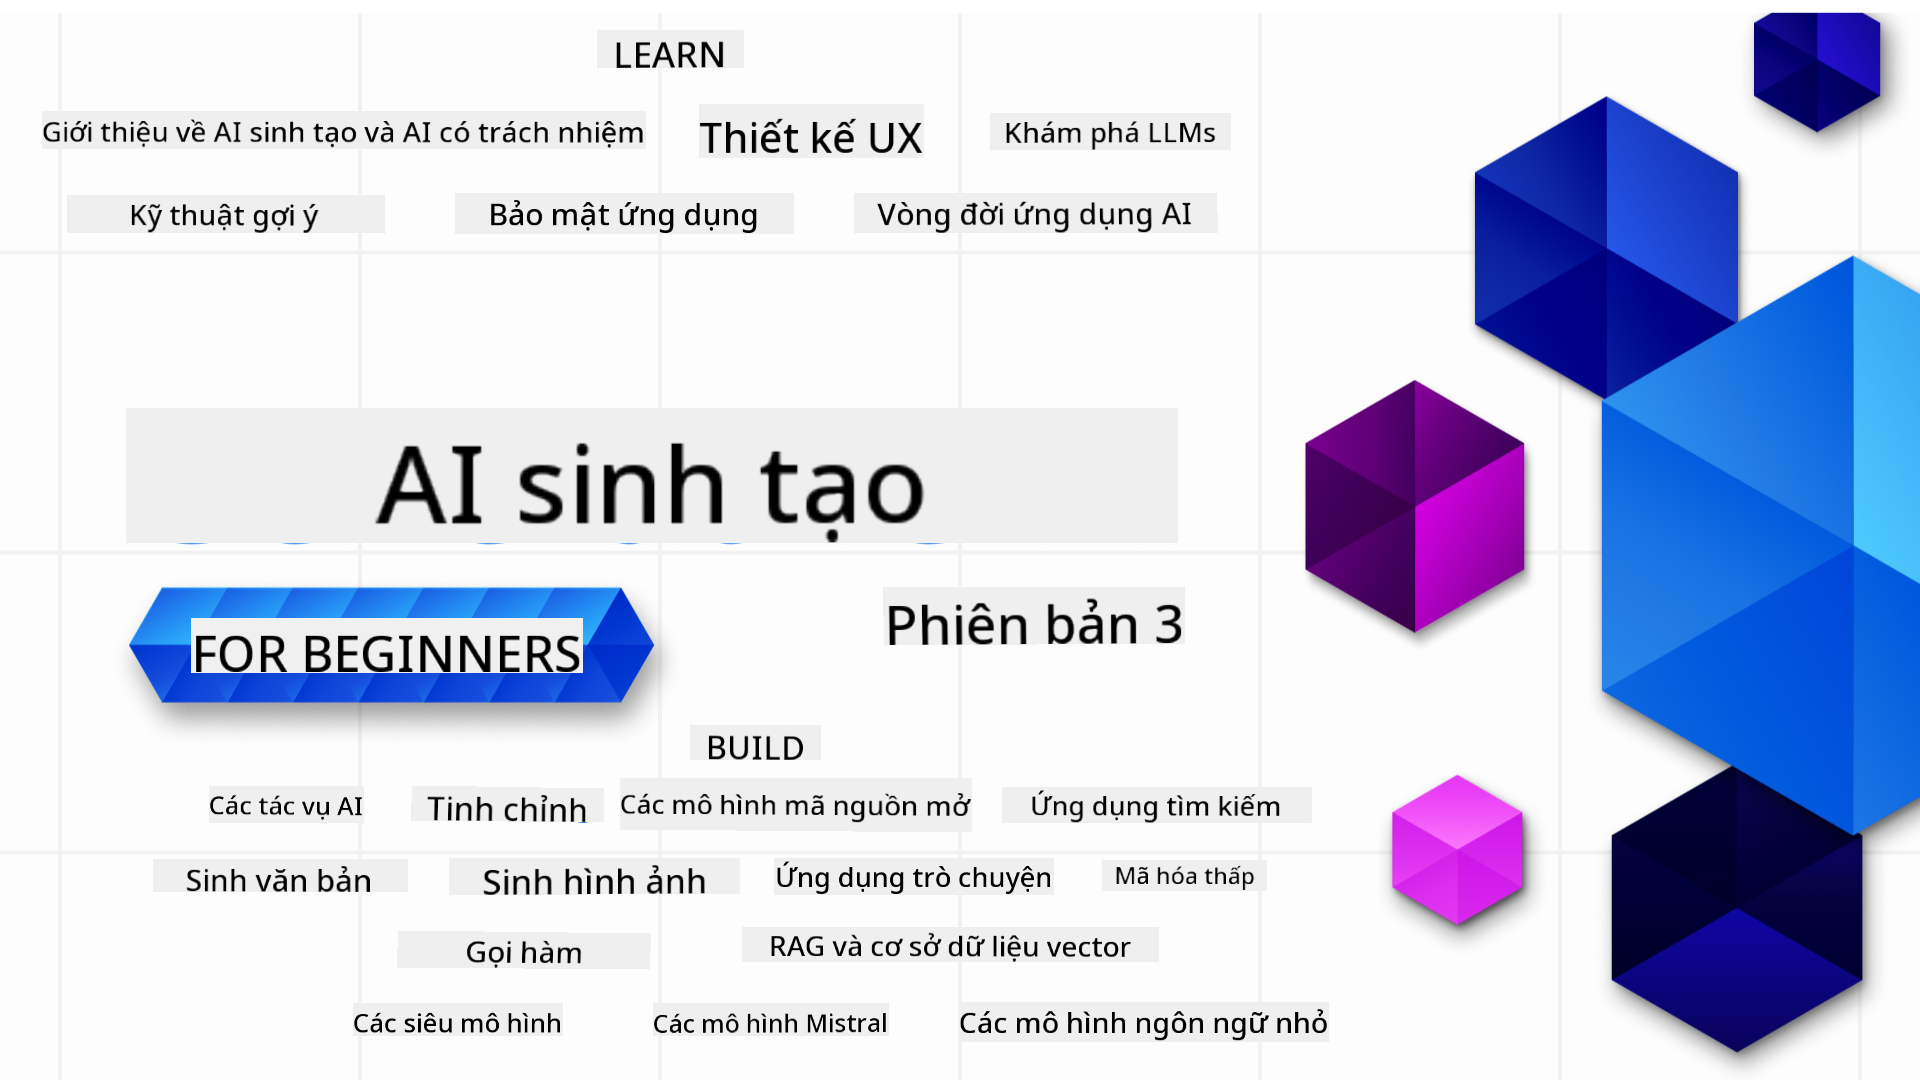 LEARN
Giới thiệu về AI sinh tạo và AI có trách nhiệm
Thiết kế UX
Khám phá LLMs
Kỹ thuật gợi ý
Bảo mật ứng dụng
Vòng đời ứng dụng AI
AI sinh tạo
FOR BEGINNERS
Phiên bản 3
BUILD
Các tác vụ AI
Tinh chỉnh
Các mô hình mã nguồn mở
Ứng dụng tìm kiếm
Sinh văn bản
Sinh hình ảnh
Ứng dụng trò chuyện
Mã hóa thấp
Gọi hàm
RAG và cơ sở dữ liệu vector
Các siêu mô hình
Các mô hình Mistral
Các mô hình ngôn ngữ nhỏ